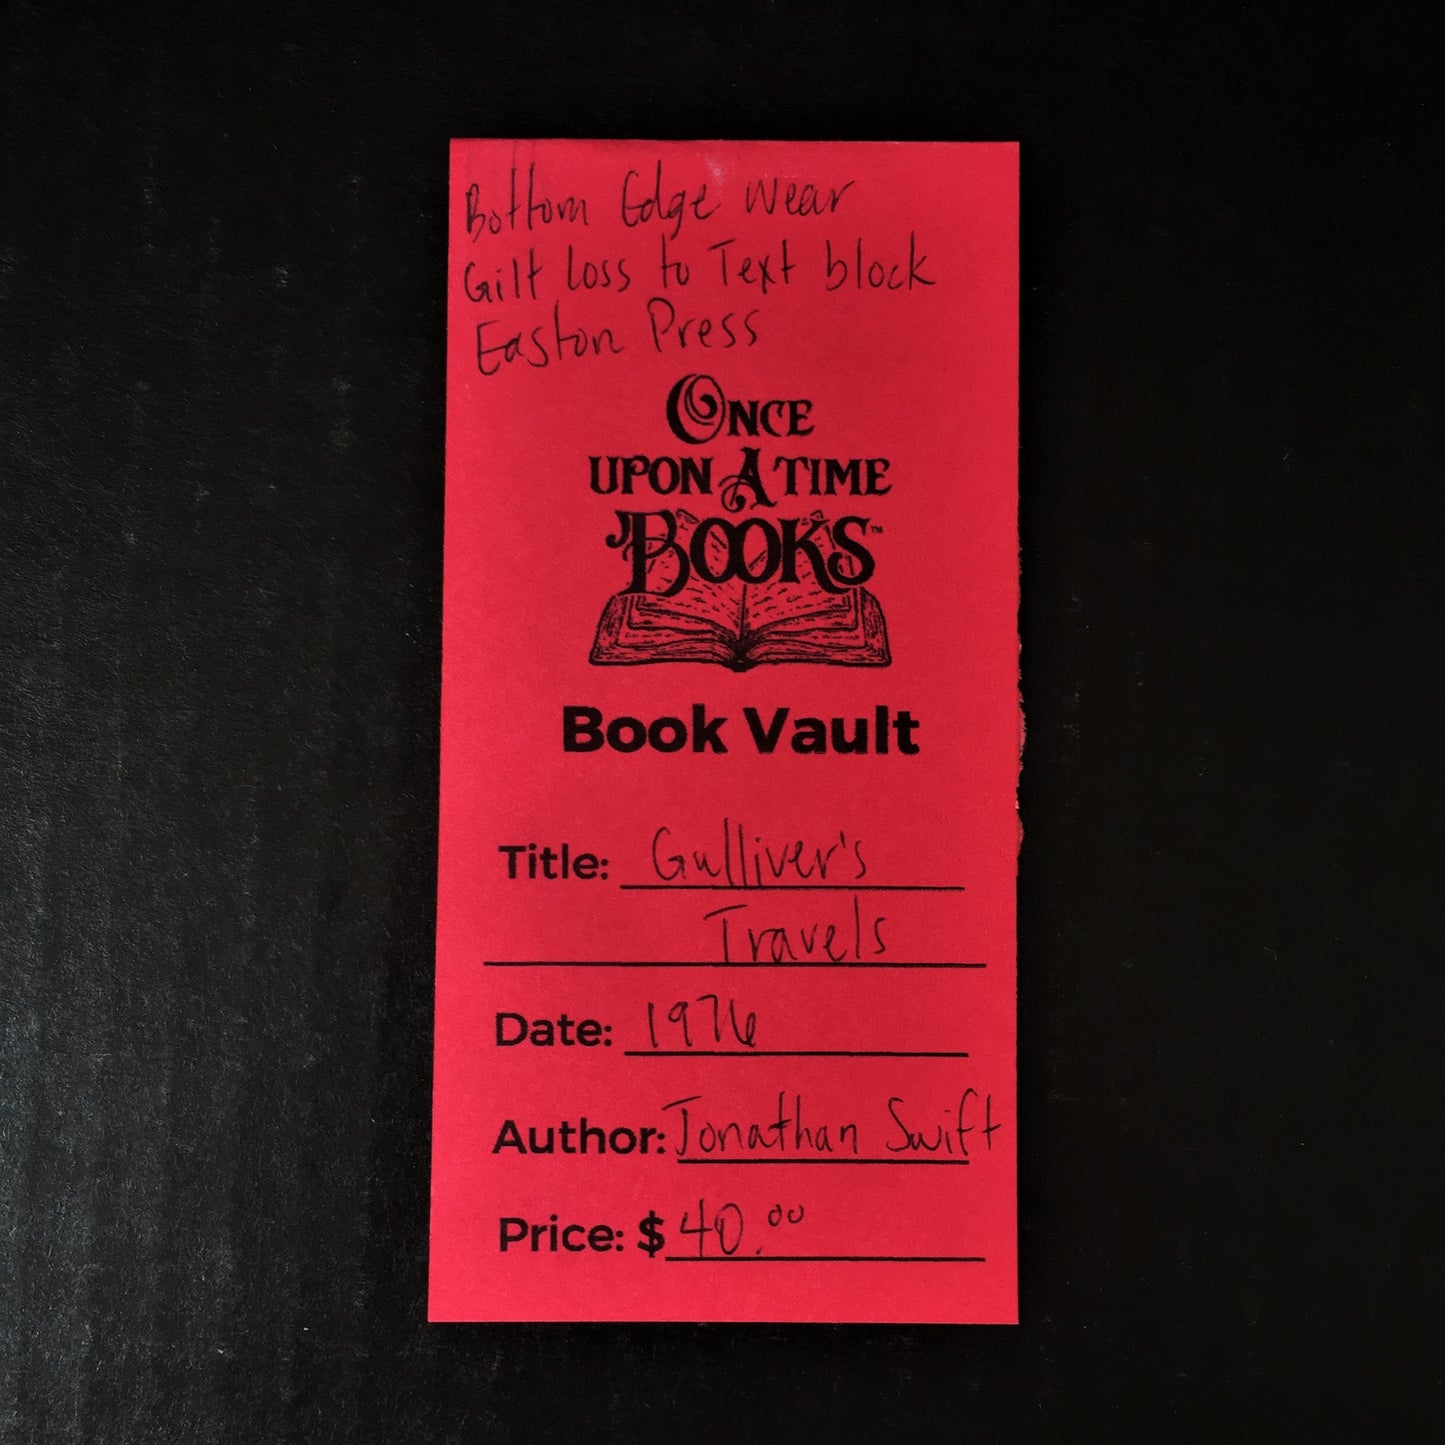 Bottom Edge Wear
Gilt Loss to Text block
Easton Press
ONCE
UPON A TIME
BOOKS™
Book Vault
Title: Gulliver's
Travels
Date: 1976
Author: Jonathan Swift
Price: $ 40.00